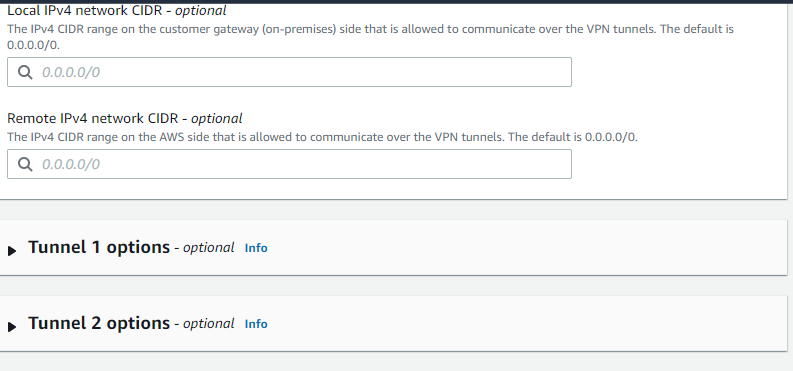 Local IPv4 network CIDR - optional
The IPv4 CIDR range on the customer gateway (on-premises) side that is allowed to communicate over the VPN tunnels. The default is
0.0.0.0/0.
0.0.0.0/0
Remote IPv4 network CIDR - optional
The IPv4 CIDR range on the AWS side that is allowed to communicate over the VPN tunnels. The default is 0.0.0.0/0.
0.0.0.0/0
Tunnel 1 options - optional Info
Tunnel 2 options - optional Info